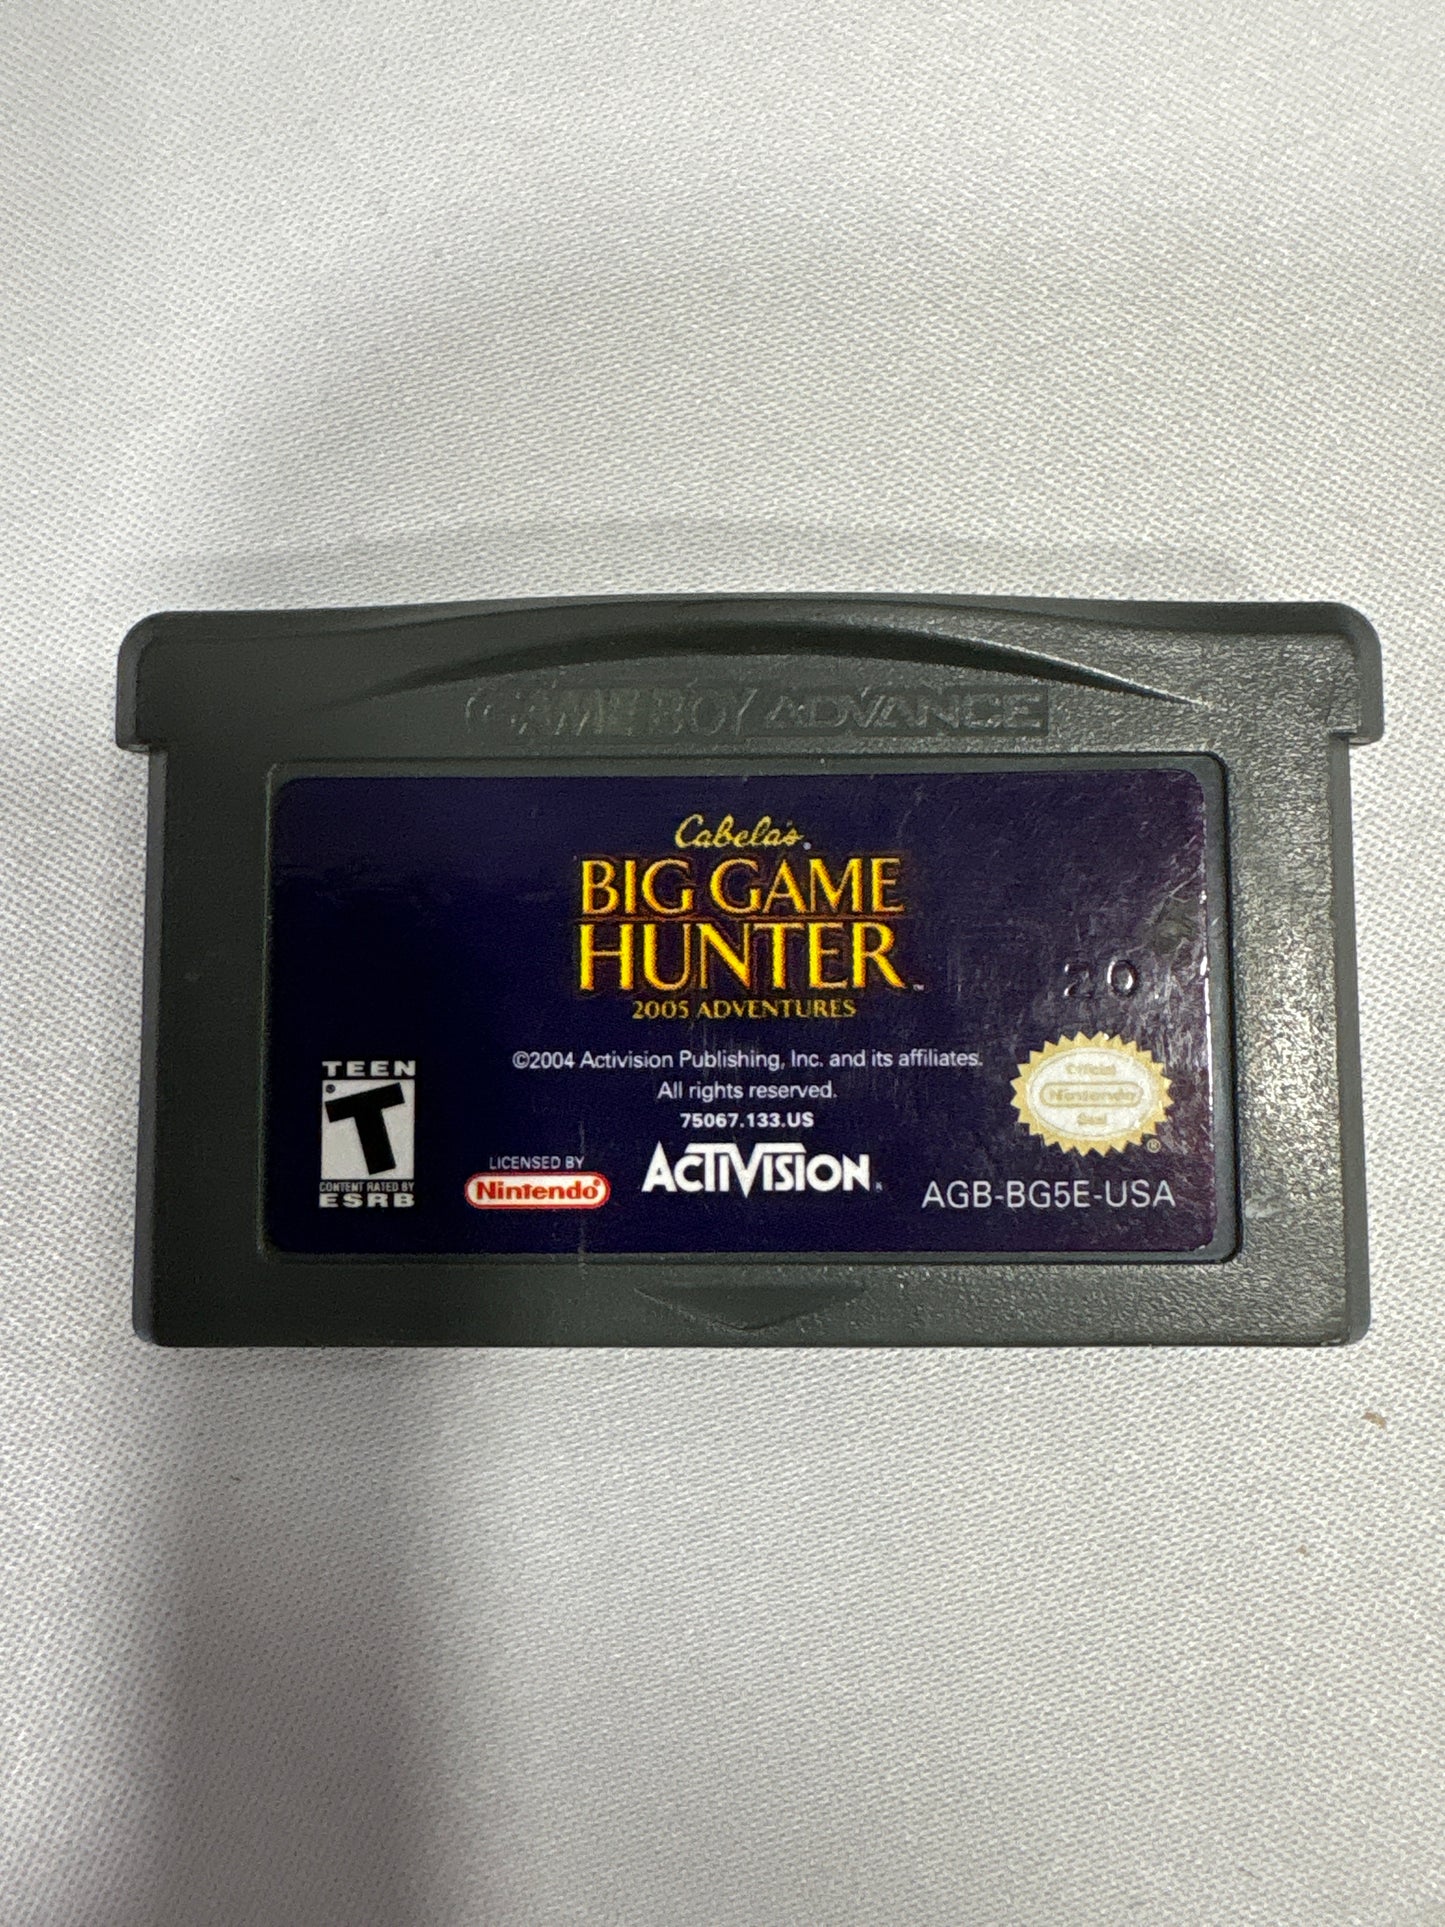 GAME BOY ADVANCE
Cabela's®
BIG GAME
HUNTER™
2005 ADVENTURES
20
©2004 Activision Publishing, Inc. and its affiliates.
All rights reserved.
75067.133.US
TEEN
T®
CONTENT RATED BY
ESRB
LICENSED BY
Nintendo®
ACTIVISION®
Official
Nintendo
Seal®
AGB-BG5E-USA